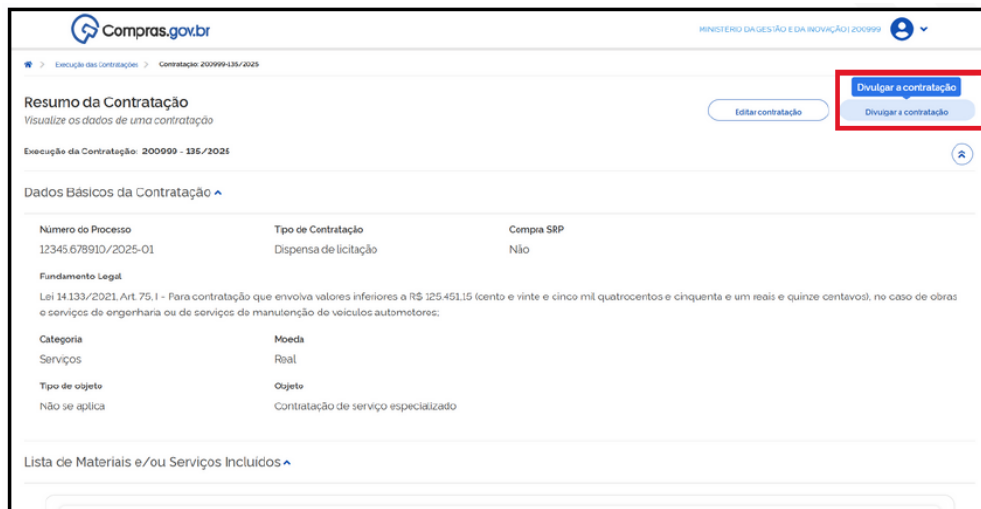 Compras.gov.br
MINISTÉRIO DA GESTÃO E DA INOVAÇÃO | 200999
Execução das Contratações > Contratação: 200999-135/2025
Divulgar a contratação
Resumo da Contratação
Visualize os dados de uma contratação
Editar contratação
Divulgar a contratação
Execução da Contratação: 200999 - 135/2025
Dados Básicos da Contratação
Número do Processo Tipo de Contratação Compra SRP
12345.678910/2025-01 Dispensa de licitação Não
Fundamento Legal
Lei 14.133/2021, Art. 75, I - Para contratação que envolva valores inferiores a R$ 125.451,15 (cento e vinte e cinco mil quatrocentos e cinquenta e um reais e quinze centavos), no caso de obras
e serviços de engenharia ou de serviços de manutenção de veículos automotores;
Categoria Moeda
Serviços Real
Tipo de objeto Objeto
Não se aplica Contratação de serviço especializado
Lista de Materiais e/ou Serviços Incluídos